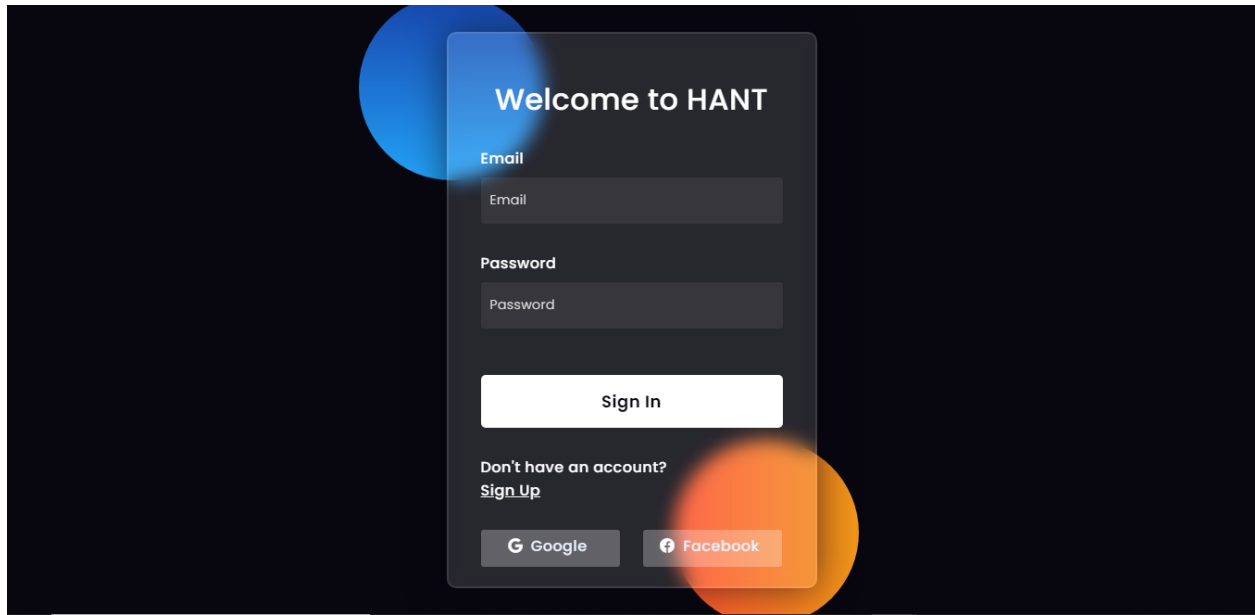 Welcome to HANT
Email
Email
Password
Password
Sign In
Don't have an account?
Sign Up
Google
Facebook